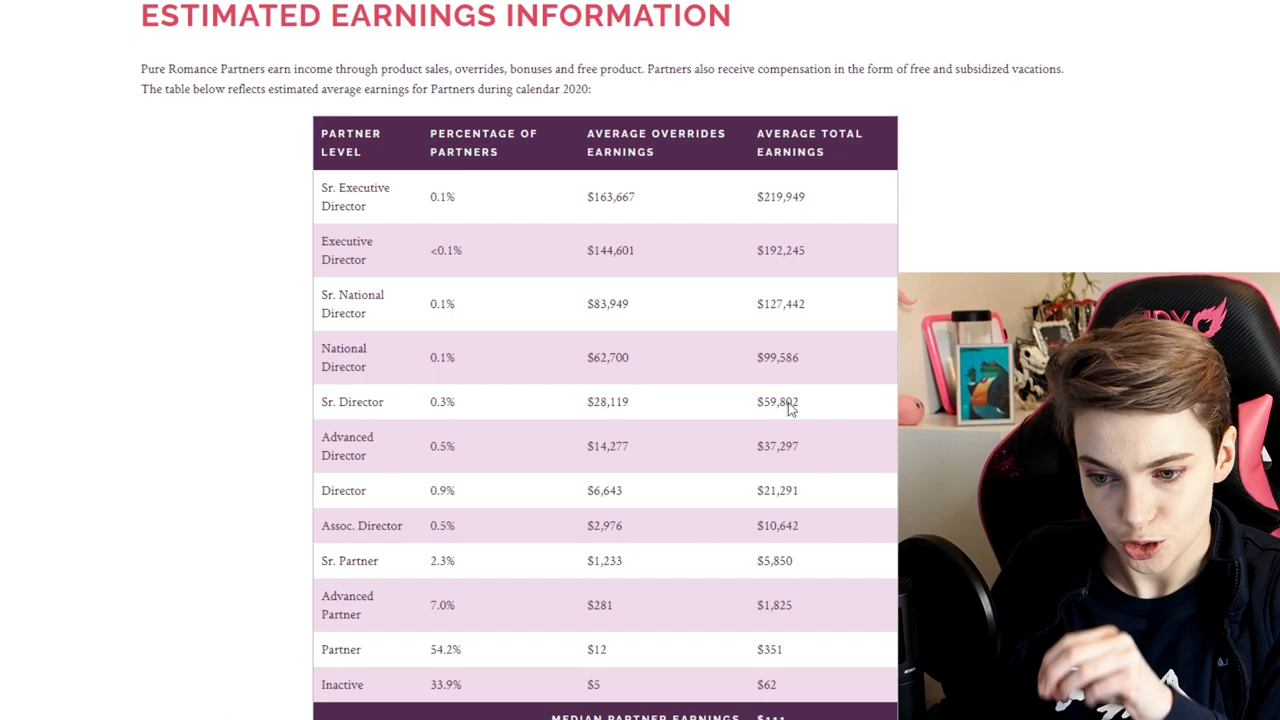 ESTIMATED EARNINGS INFORMATION
Pure Romance Partners earn income through product sales, overrides, bonuses and free product. Partners also receive compensation in the form of free and subsidized vacations.
The table below reflects estimated average earnings for Partners during calendar 2020:
PARTNER LEVEL PERCENTAGE OF PARTNERS AVERAGE OVERRIDES EARNINGS AVERAGE TOTAL EARNINGS
Sr. Executive Director 0.1% $163,667 $219,949
Executive Director <0.1% $144,601 $192,245
Sr. National Director 0.1% $83,949 $127,442
National Director 0.1% $62,700 $99,586
Sr. Director 0.3% $28,119 $59,802
Advanced Director 0.5% $14,277 $37,297
Director 0.9% $6,643 $21,291
Assoc. Director 0.5% $2,976 $10,642
Sr. Partner 2.3% $1,233 $5,850
Advanced Partner 7.0% $281 $1,825
Partner 54.2% $12 $351
Inactive 33.9% $5 $62
MEDIAN PARTNER EARNINGS $111